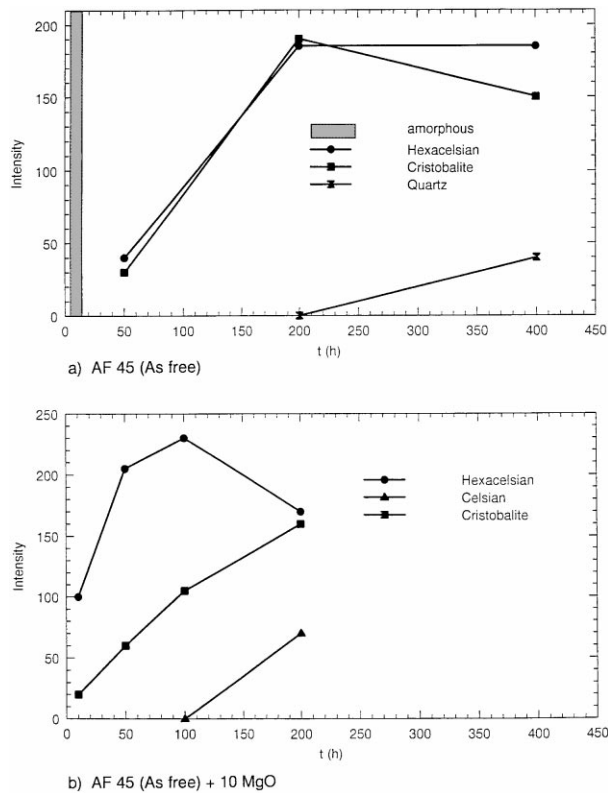 200
150
100
50
0
Intensity
amorphous
Hexacelsian
Cristobalite
Quartz
0 50 100 150 200 250 300 350 400 450
t (h)
a) AF 45 (As free)
250
200
150
100
50
0
Intensity
Hexacelsian
Celsian
Cristobalite
0 50 100 150 200 250 300 350 400 450
t (h)
b) AF 45 (As free) + 10 MgO